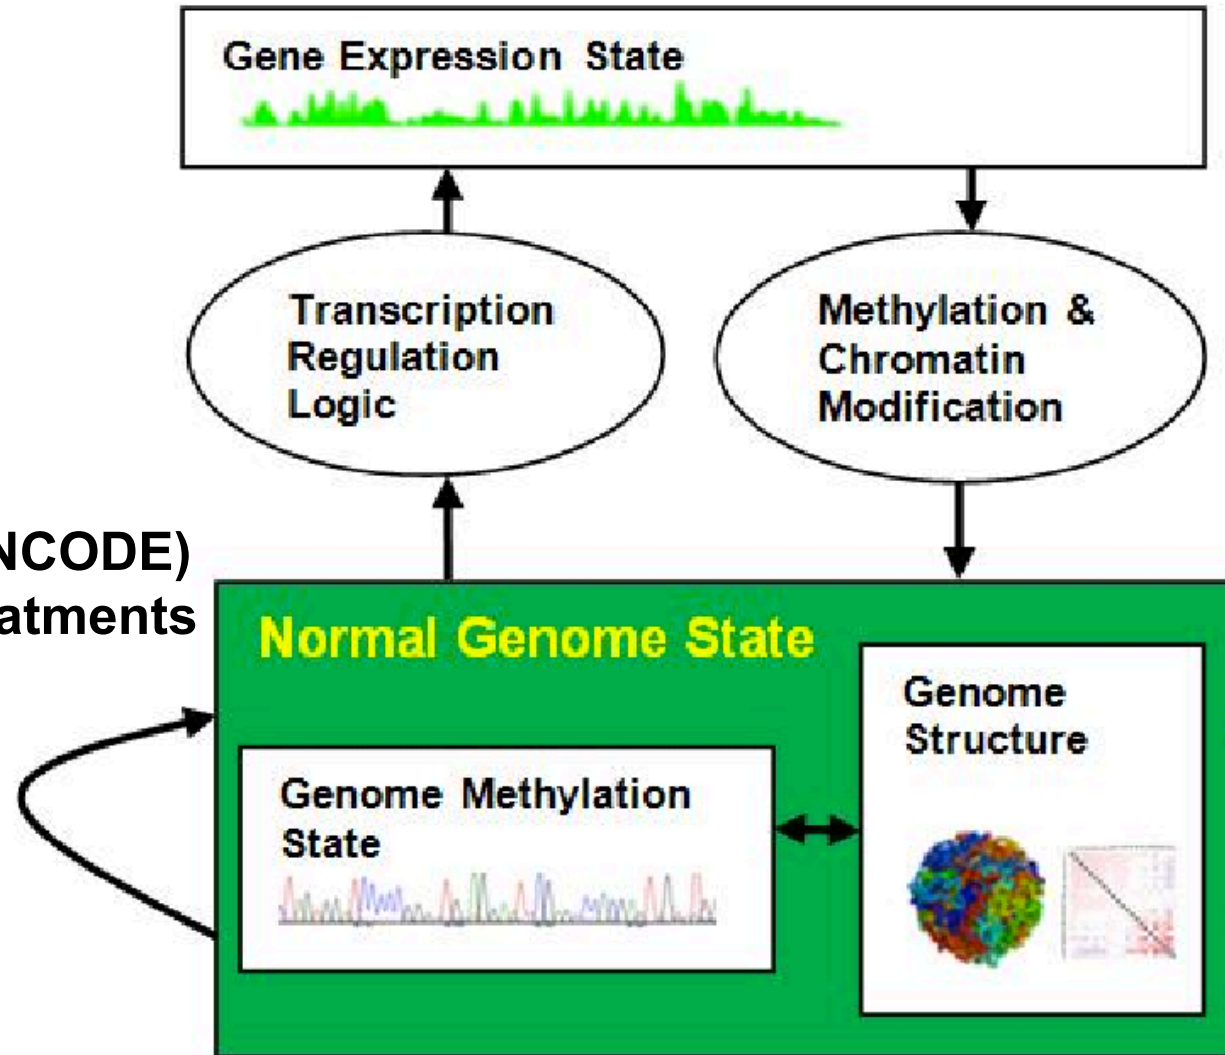 Gene Expression State
Transcription
Regulation
Logic
Methylation &
Chromatin
Modification
NCODE)
atments
Normal Genome State
Genome
Structure
Genome Methylation
State